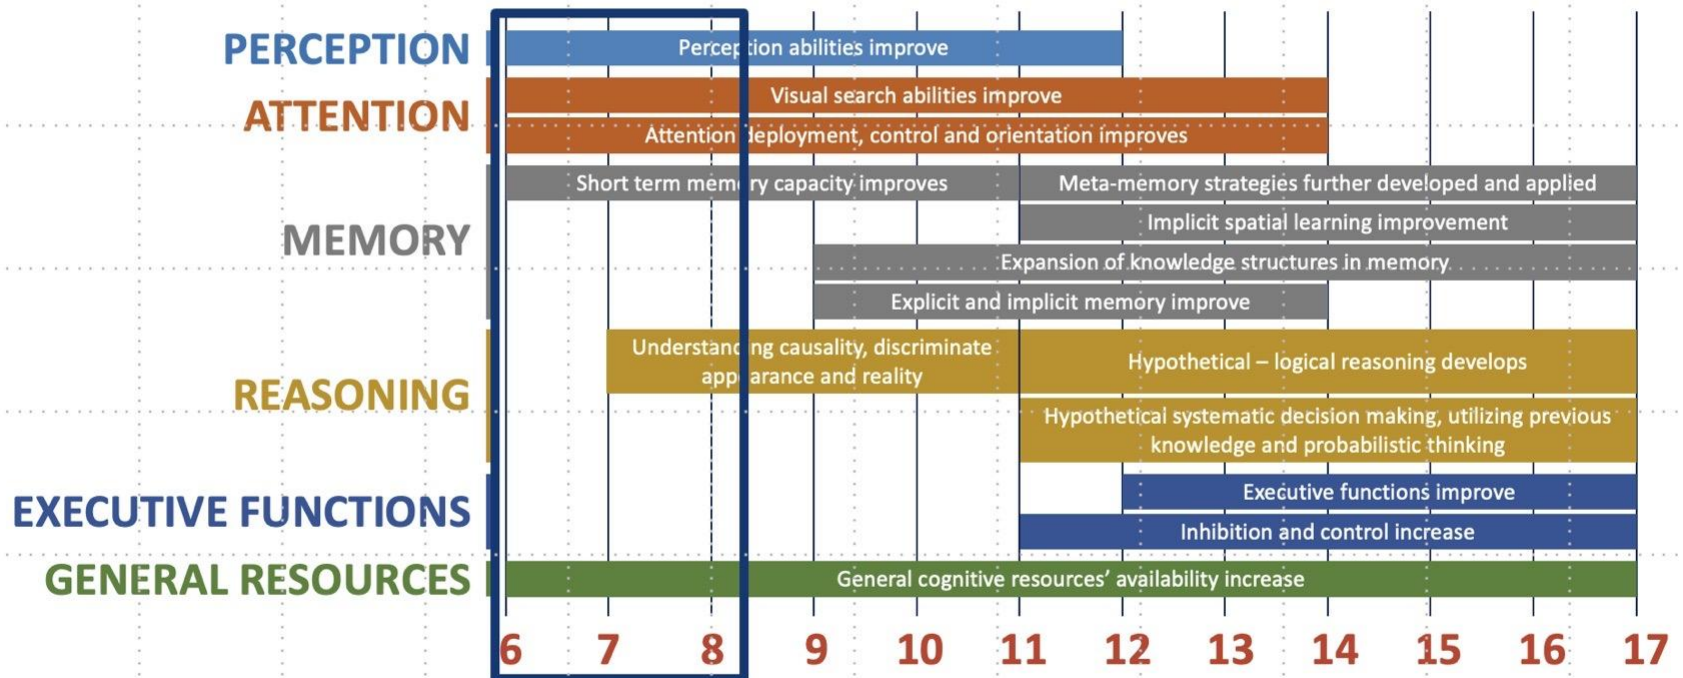 PERCEPTION
Perception abilities improve
ATTENTION
Visual search abilities improve
Attention deployment, control and orientation improves
MEMORY
Short term memory capacity improves
Meta-memory strategies further developed and applied
Implicit spatial learning improvement
Expansion of knowledge structures in memory
Explicit and implicit memory improve
REASONING
Understanding causality, discriminate
appearance and reality
Hypothetical – logical reasoning develops
Hypothetical systematic decision making, utilizing previous
knowledge and probabilistic thinking
EXECUTIVE FUNCTIONS
Executive functions improve
Inhibition and control increase
GENERAL RESOURCES
General cognitive resources' availability increase
6 7 8 9 10 11 12 13 14 15 16 17